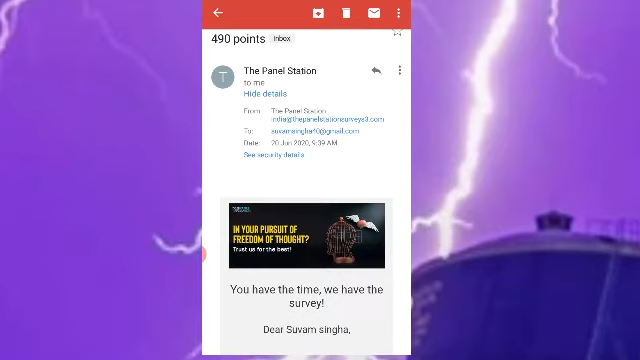 490 points Inbox
T
The Panel Station
to me
Hide details
From: The Panel Station
india@thepanelstationsurveys3.com
To: suvamsingha40@gmail.com
Date: 20 Jun 2020, 9:39 AM
See security details
IN YOUR PURSUIT OF
FREEDOM OF THOUGHT?
Trust us for the best!
You have the time, we have the
survey!
Dear Suvam singha,